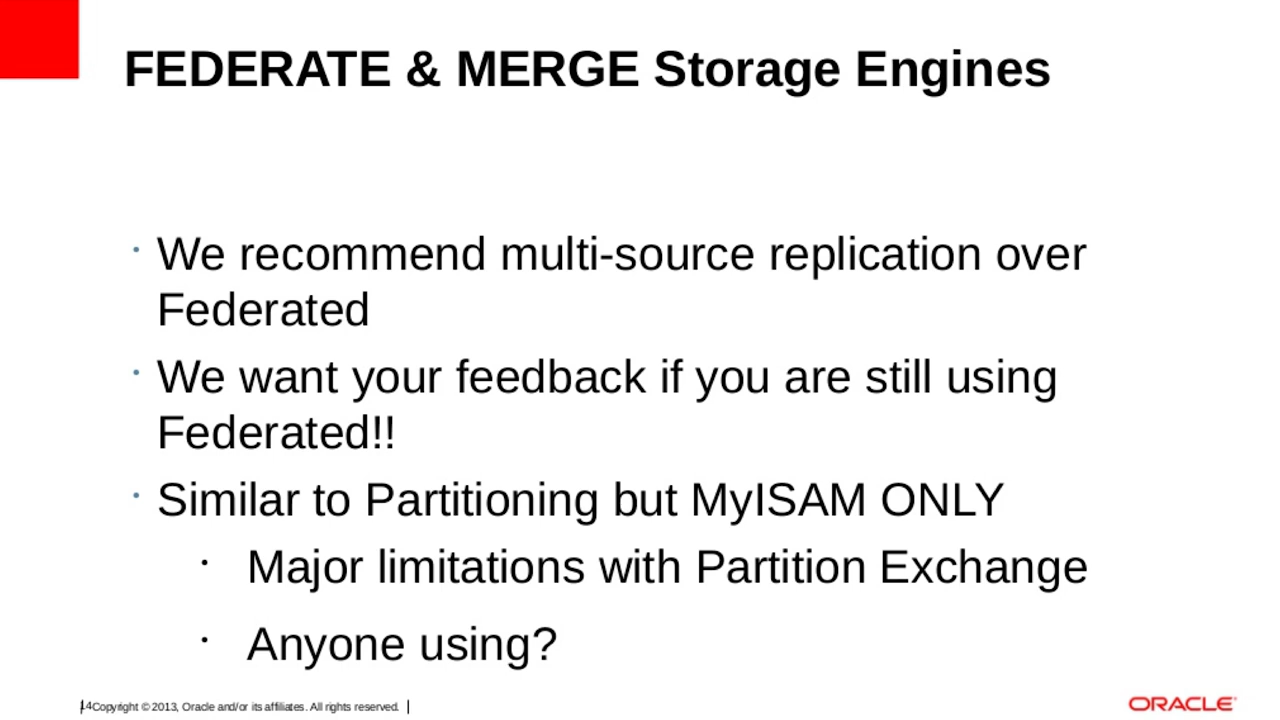 FEDERATE & MERGE Storage Engines
· We recommend multi-source replication over
Federated
· We want your feedback if you are still using
Federated!!
· Similar to Partitioning but MyISAM ONLY
· Major limitations with Partition Exchange
· Anyone using?
14 Copyright © 2013, Oracle and/or its affiliates. All rights reserved.
ORACLE